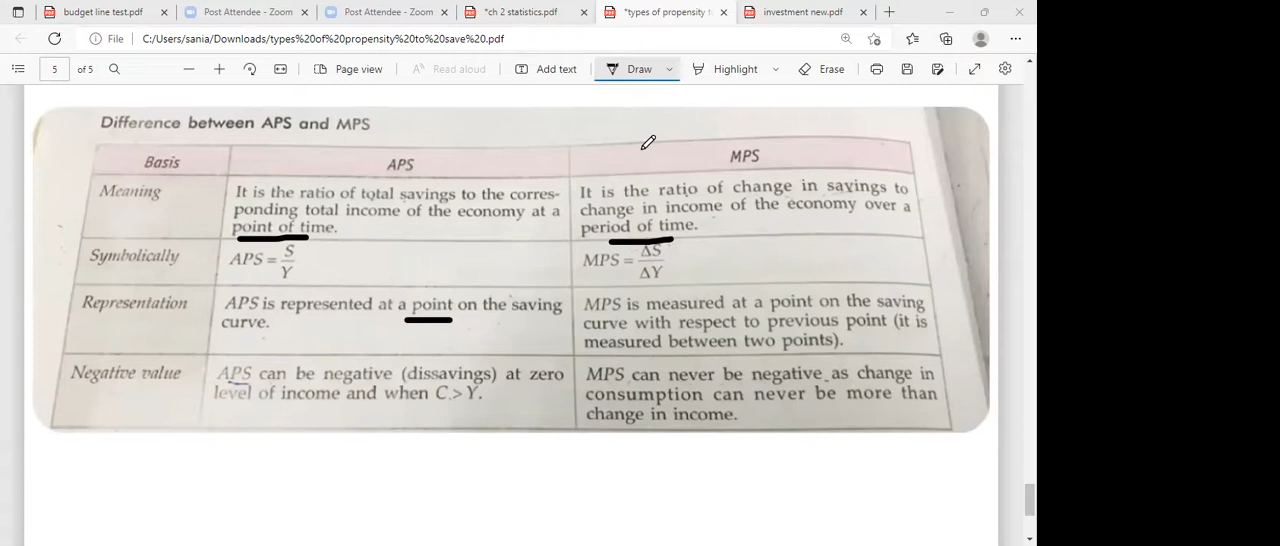 budget line test.pdf
Post Attendee - Zoom
Post Attendee - Zoom
*ch 2 statistics.pdf
*types of propensity t
investment new.pdf
File
C:/Users/sania/Downloads/types%20of%20propensity%20to%20save%20.pdf
5 of 5
Page view
Read aloud
Add text
Draw
Highlight
Erase
Difference between APS and MPS
Basis
APS
MPS
Meaning
It is the ratio of total savings to the corres-
ponding total income of the economy at a
point of time.
It is the ratio of change in savings to
change in income of the economy over a
period of time.
Symbolically
APS = S/Y
MPS = ΔS/ΔY
Representation
APS is represented at a point on the saving
curve.
MPS is measured at a point on the saving
curve with respect to previous point (it is
measured between two points).
Negative value
APS can be negative (dissavings) at zero
level of income and when C > Y.
MPS can never be negative as change in
consumption can never be more than
change in income.